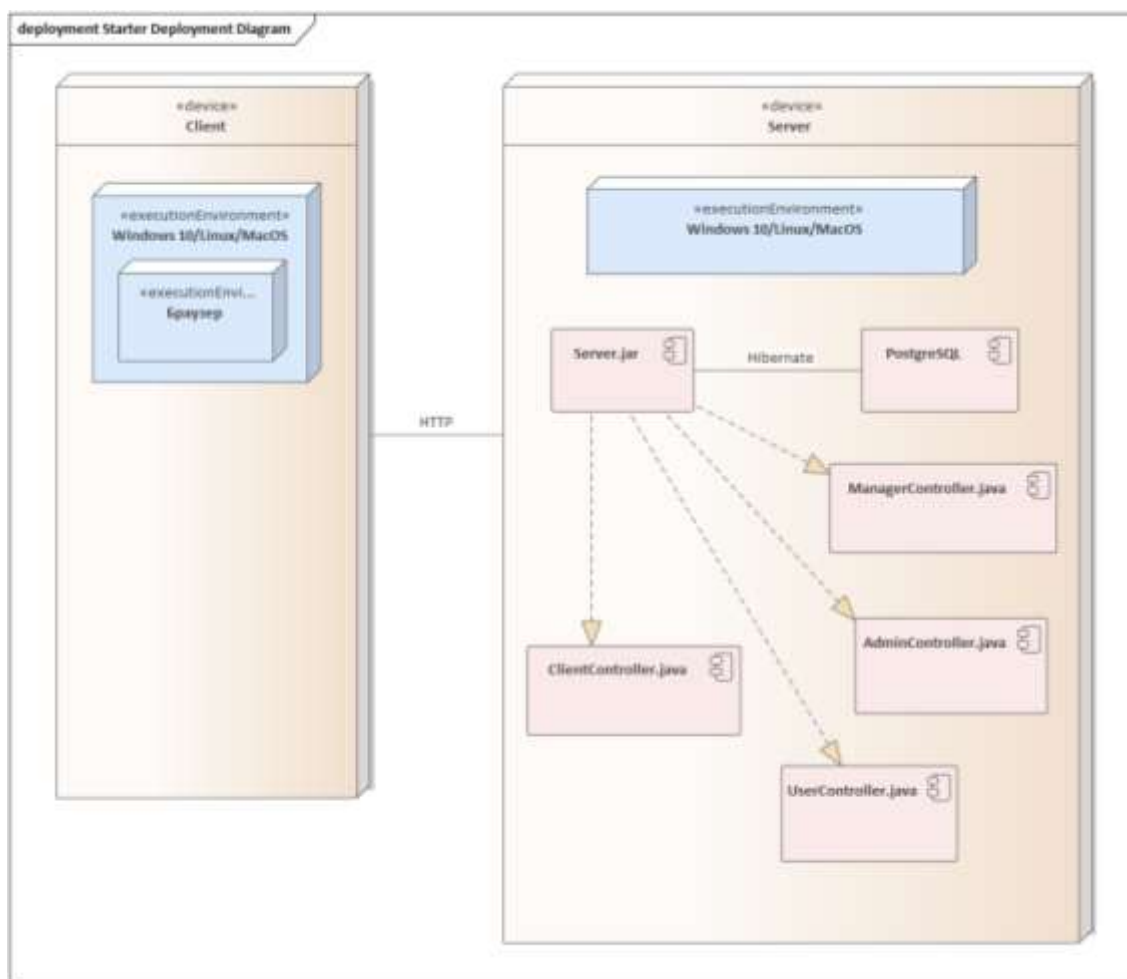 deployment Starter Deployment Diagram
«device»
Client
«executionEnvironment»
Windows 10/Linux/MacOS
«executionEnvi...
Браузер
HTTP
«device»
Server
«executionEnvironment»
Windows 10/Linux/MacOS
Server.jar
Hibernate
PostgreSQL
ManagerController.java
AdminController.java
ClientController.java
UserController.java